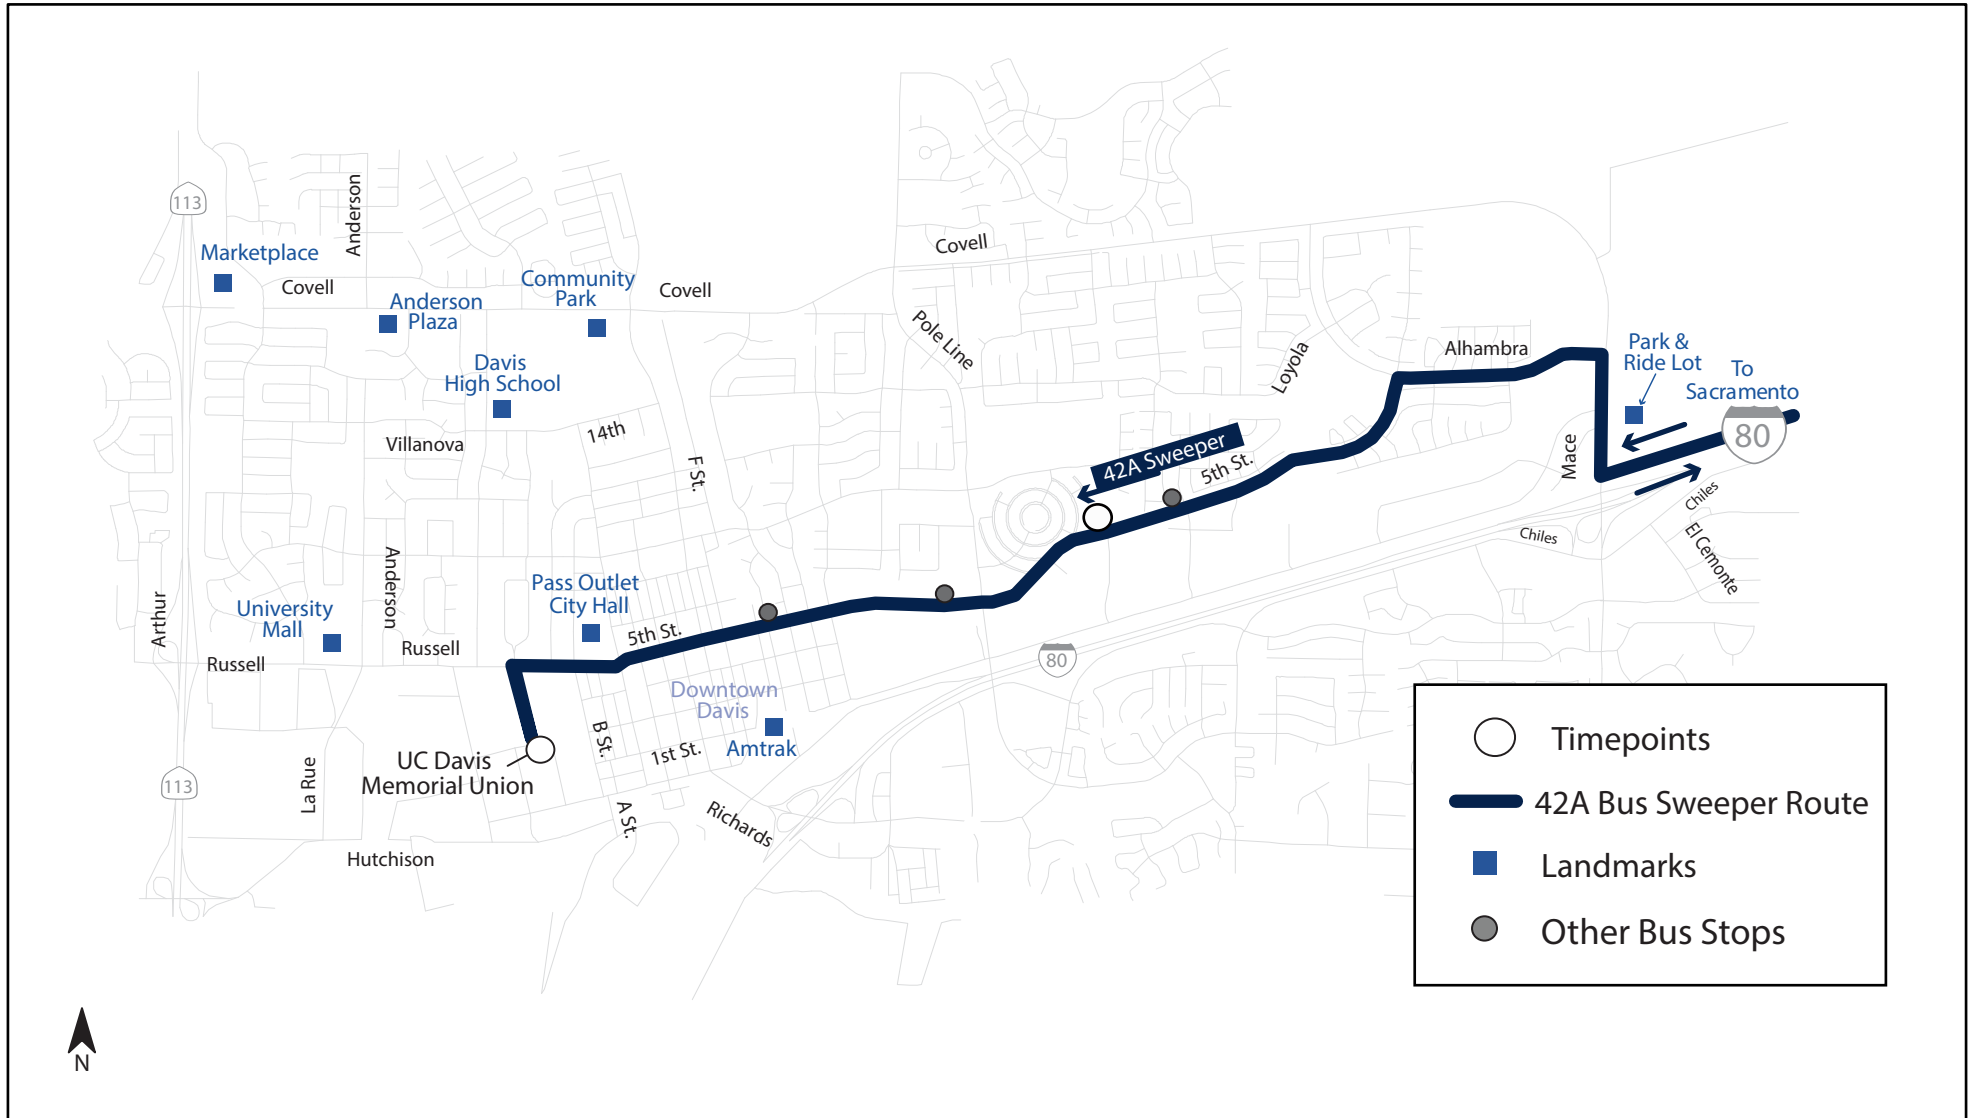 113
Marketplace
Anderson
Covell
Anderson
Plaza
Community
Park
Covell
Covell
Davis
High School
Villanova
14th
F St.
Pole Line
Loyola
Alhambra
Park &
Ride Lot
To
Sacramento
80
Mace
42A Sweeper
5th St.
Chiles
Chiles
El Cemonte
Arthur
University
Mall
Anderson
Russell
Russell
Pass Outlet
City Hall
5th St.
80
Downtown
Davis
Amtrak
B St.
1st St.
UC Davis
Memorial Union
113
La Rue
A St.
Richards
Hutchison
Timepoints
42A Bus Sweeper Route
Landmarks
Other Bus Stops
N